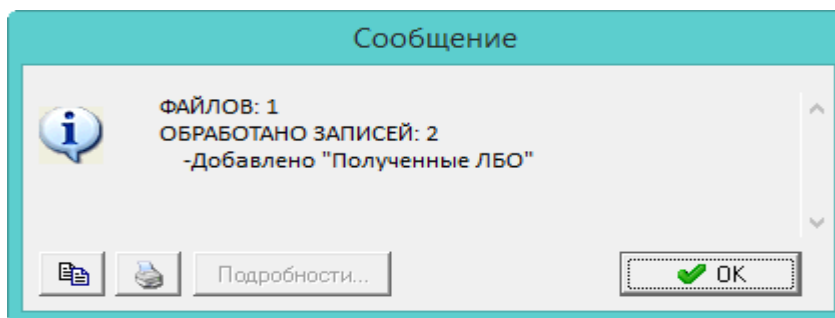 Сообщение
ФАЙЛОВ: 1
ОБРАБОТАНО ЗАПИСЕЙ: 2
-Добавлено "Полученные ЛБО"
Подробности...
OK